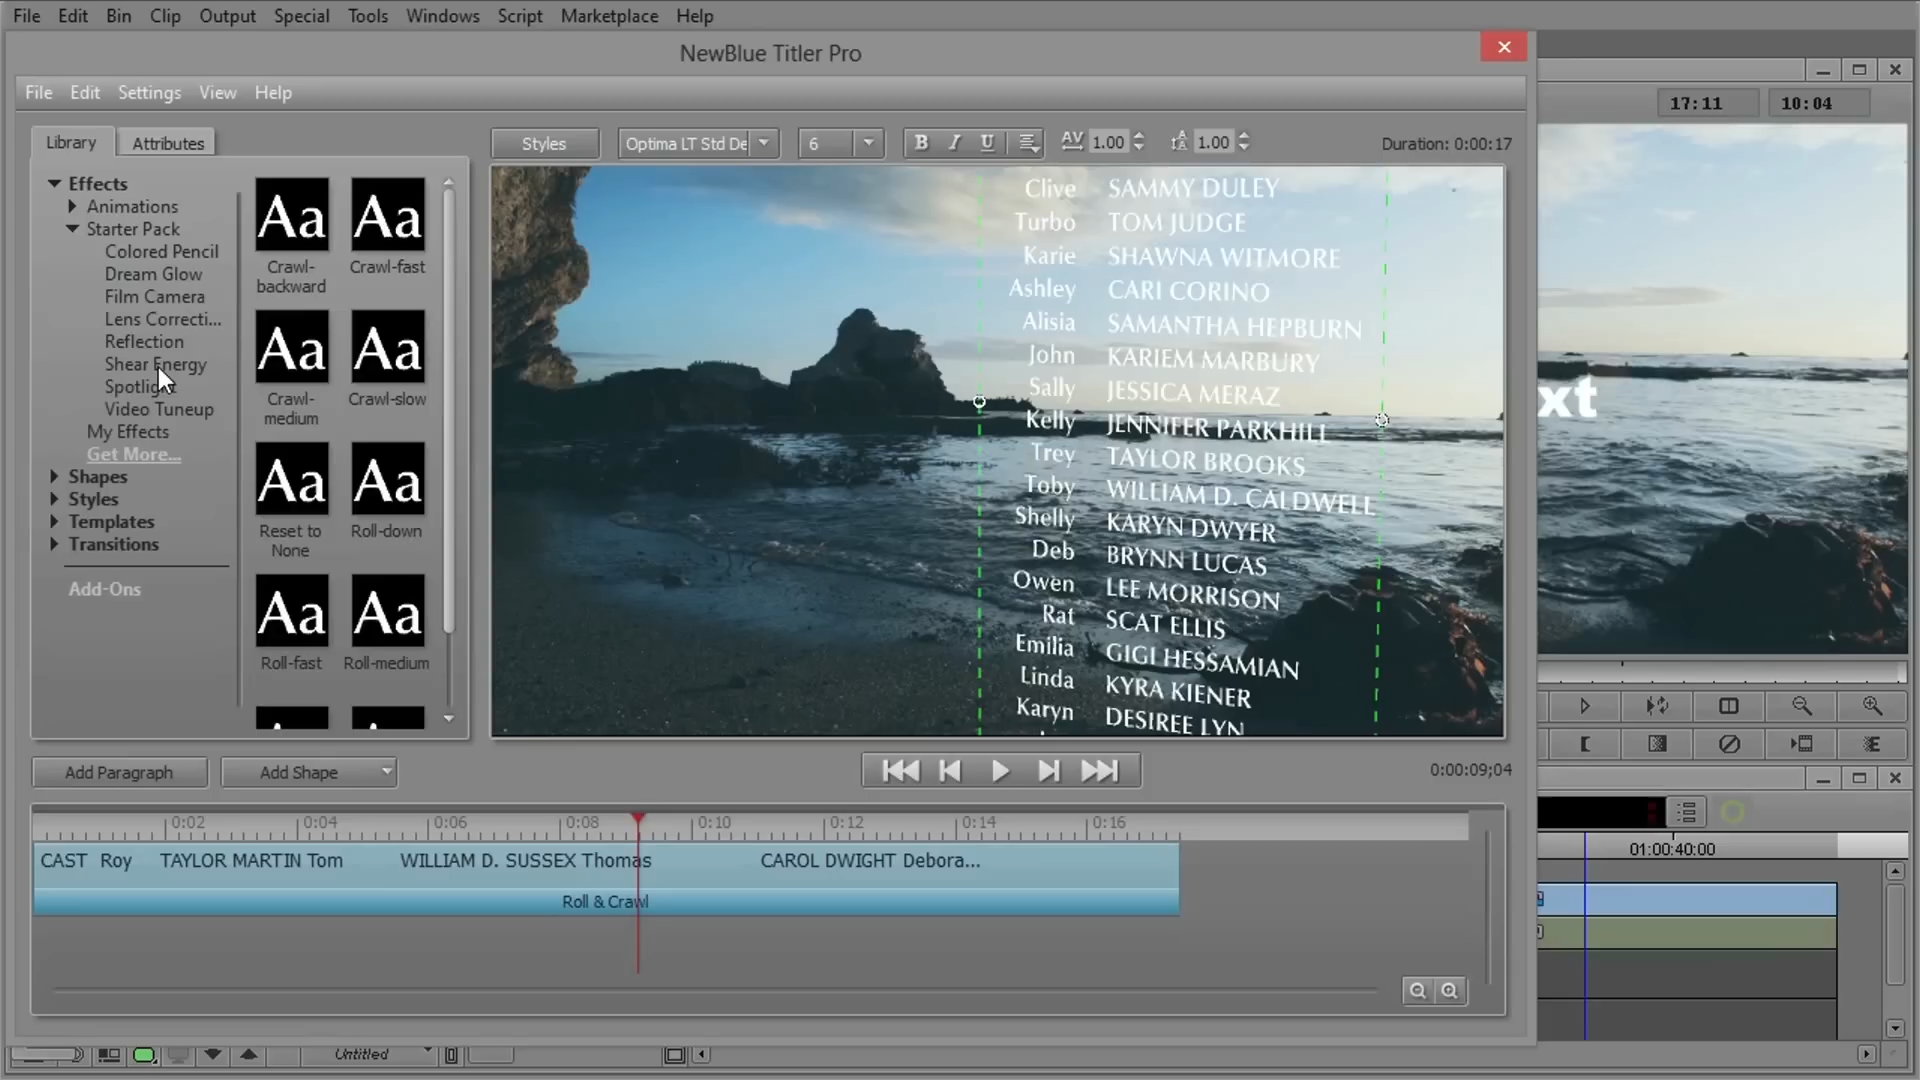 File Edit Bin Clip Output Special Tools Windows Script Marketplace Help
NewBlue Titler Pro
File Edit Settings View Help
17:11 10:04
Library Attributes
Styles Optima LT Std De 6 B I U AV 1.00 1.00 Duration: 0:00:17
Effects
Animations
Starter Pack
Colored Pencil
Dream Glow
Film Camera
Lens Correcti...
Reflection
Shear Energy
Spotlight
Video Tuneup
My Effects
Get More...
Shapes
Styles
Templates
Transitions
Add-Ons
Aa Aa
Crawl-backward Crawl-fast
Aa Aa
Crawl-medium Crawl-slow
Aa Aa
Reset to None Roll-down
Aa Aa
Roll-fast Roll-medium
Clive SAMMY DULEY
Turbo TOM JUDGE
Karie SHAWNA WITMORE
Ashley CARI CORINO
Alisia SAMANTHA HEPBURN
John KARIEM MARBURY
Sally JESSICA MERAZ
Kelly JENNIFER PARKHILL
Trey TAYLOR BROOKS
Toby WILLIAM D. CALDWELL
Shelly KARYN DWYER
Deb BRYNN LUCAS
Owen LEE MORRISON
Rat SCAT ELLIS
Emilia GIGI HESSAMIAN
Linda KYRA KIENER
Karyn DESIREE LYN
xt
Add Paragraph Add Shape
0:00:09;04
0:02 0:04 0:06 0:08 0:10 0:12 0:14 0:16
CAST Roy TAYLOR MARTIN Tom WILLIAM D. SUSSEX Thomas CAROL DWIGHT Debora...
Roll & Crawl
01:00:40:00
Untitled